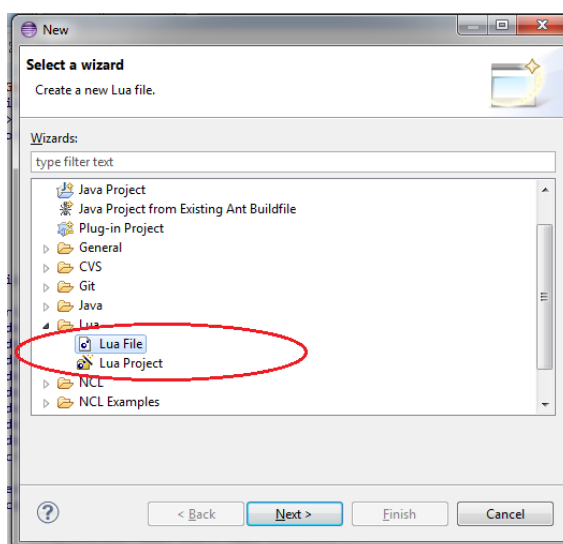 New
Select a wizard
Create a new Lua file.
Wizards:
type filter text
Java Project
Java Project from Existing Ant Buildfile
Plug-in Project
General
CVS
Git
Java
Lua
Lua File
Lua Project
NCL
NCL Examples
?
< Back Next > Finish Cancel